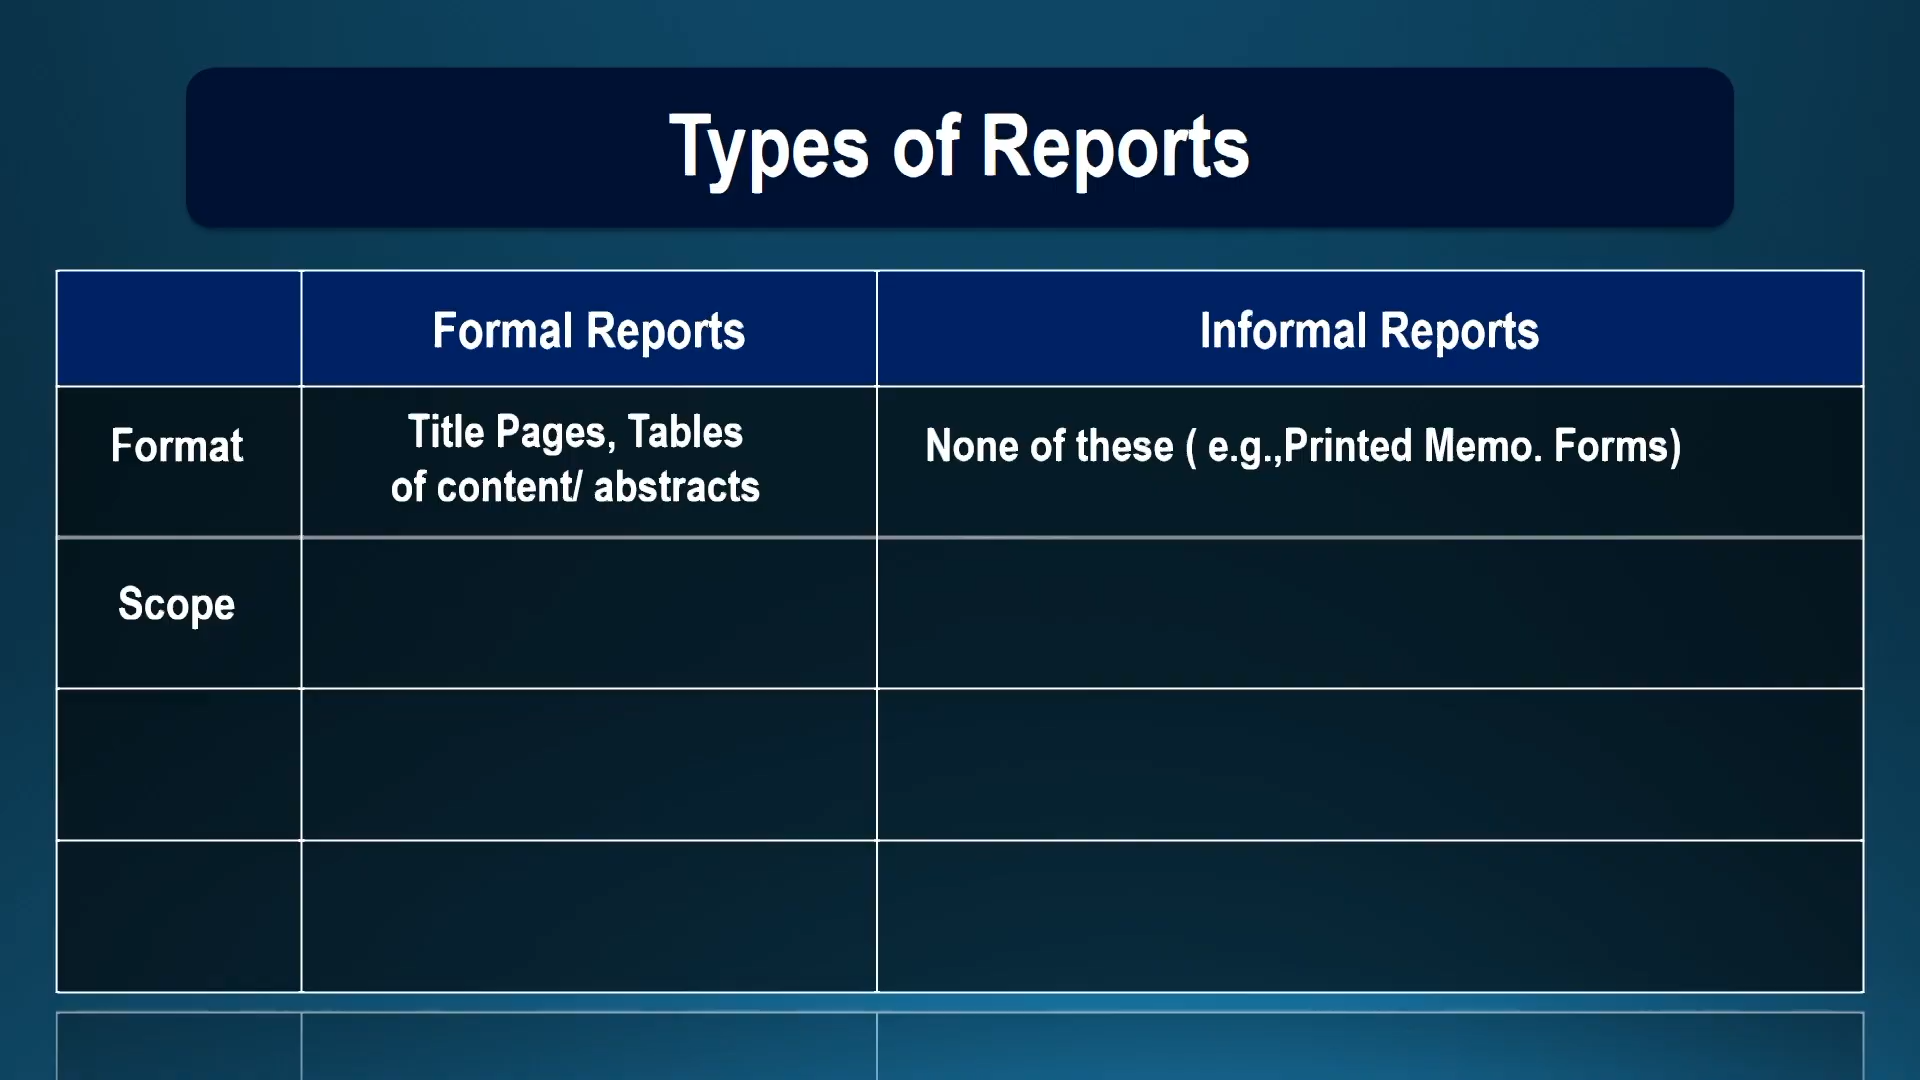 Types of Reports
Formal Reports
Informal Reports
Format
Title Pages, Tables
of content/ abstracts
None of these ( e.g.,Printed Memo. Forms)
Scope